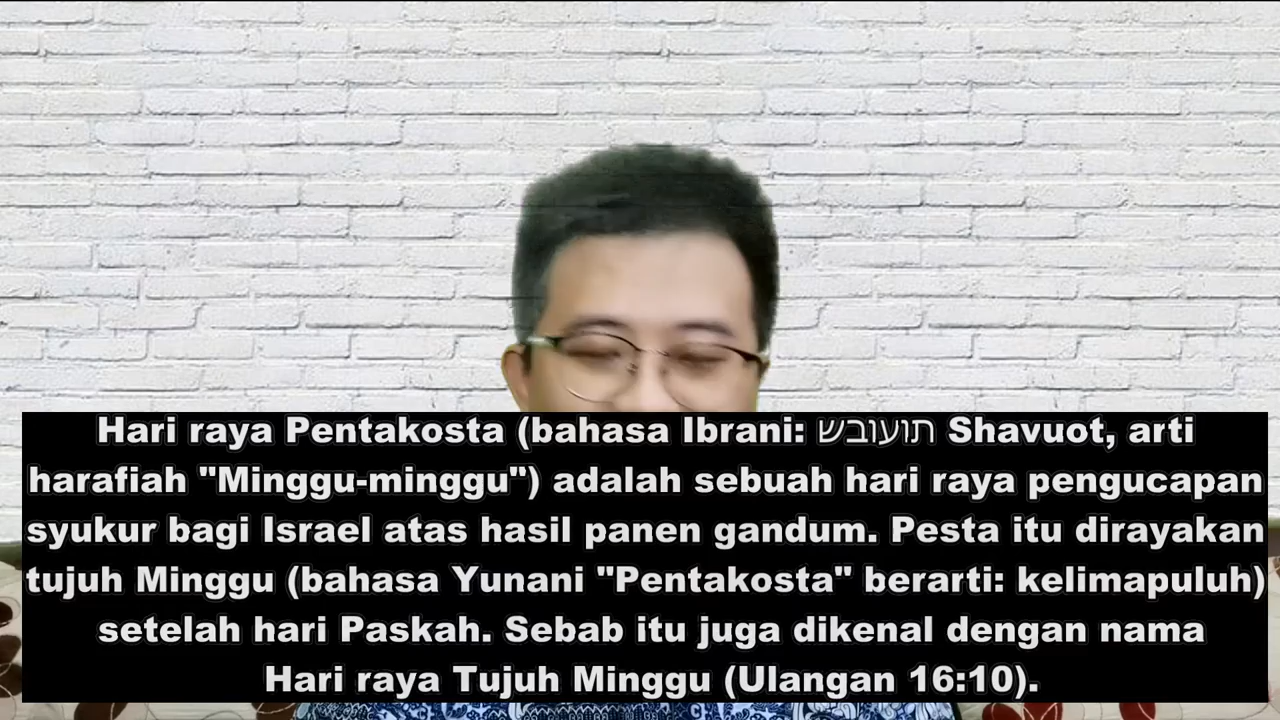 Hari raya Pentakosta (bahasa Ibrani: תועובש Shavuot, arti
harafiah "Minggu-minggu") adalah sebuah hari raya pengucapan
syukur bagi Israel atas hasil panen gandum. Pesta itu dirayakan
tujuh Minggu (bahasa Yunani "Pentakosta" berarti: kelimapuluh)
setelah hari Paskah. Sebab itu juga dikenal dengan nama
Hari raya Tujuh Minggu (Ulangan 16:10).